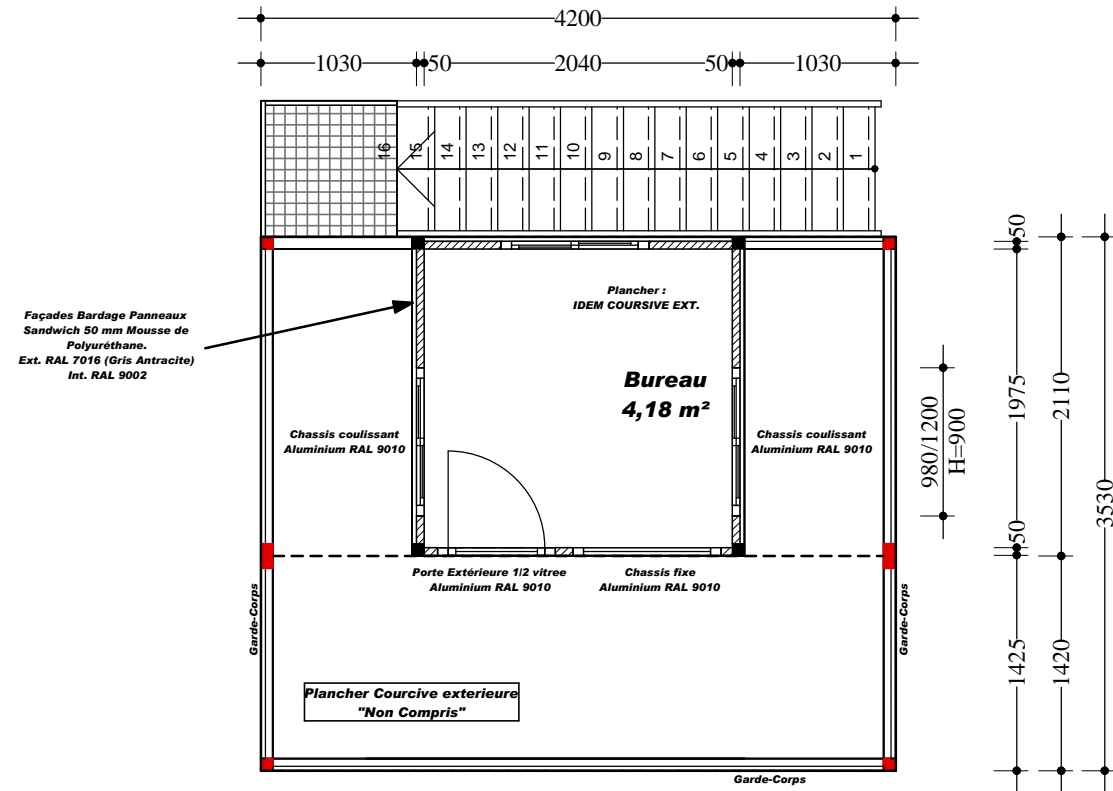 4200
1030
50
2040
50
1030
16
15
14
13
12
11
10
9
8
7
6
5
4
3
2
1
Façades Bardage Panneaux
Sandwich 50 mm Mousse de
Polyuréthane.
Ext. RAL 7016 (Gris Antracite)
Int. RAL 9002
Plancher :
IDEM COURSIVE EXT.
Bureau
4,18 m²
Chassis coulissant
Aluminium RAL 9010
Chassis coulissant
Aluminium RAL 9010
Porte Extérieure 1/2 vitree
Aluminium RAL 9010
Chassis fixe
Aluminium RAL 9010
Garde-Corps
Garde-Corps
Plancher Courcive exterieure
"Non Compris"
Garde-Corps
980/1200
H=900
50
1975
50
1425
2110
1420
3530